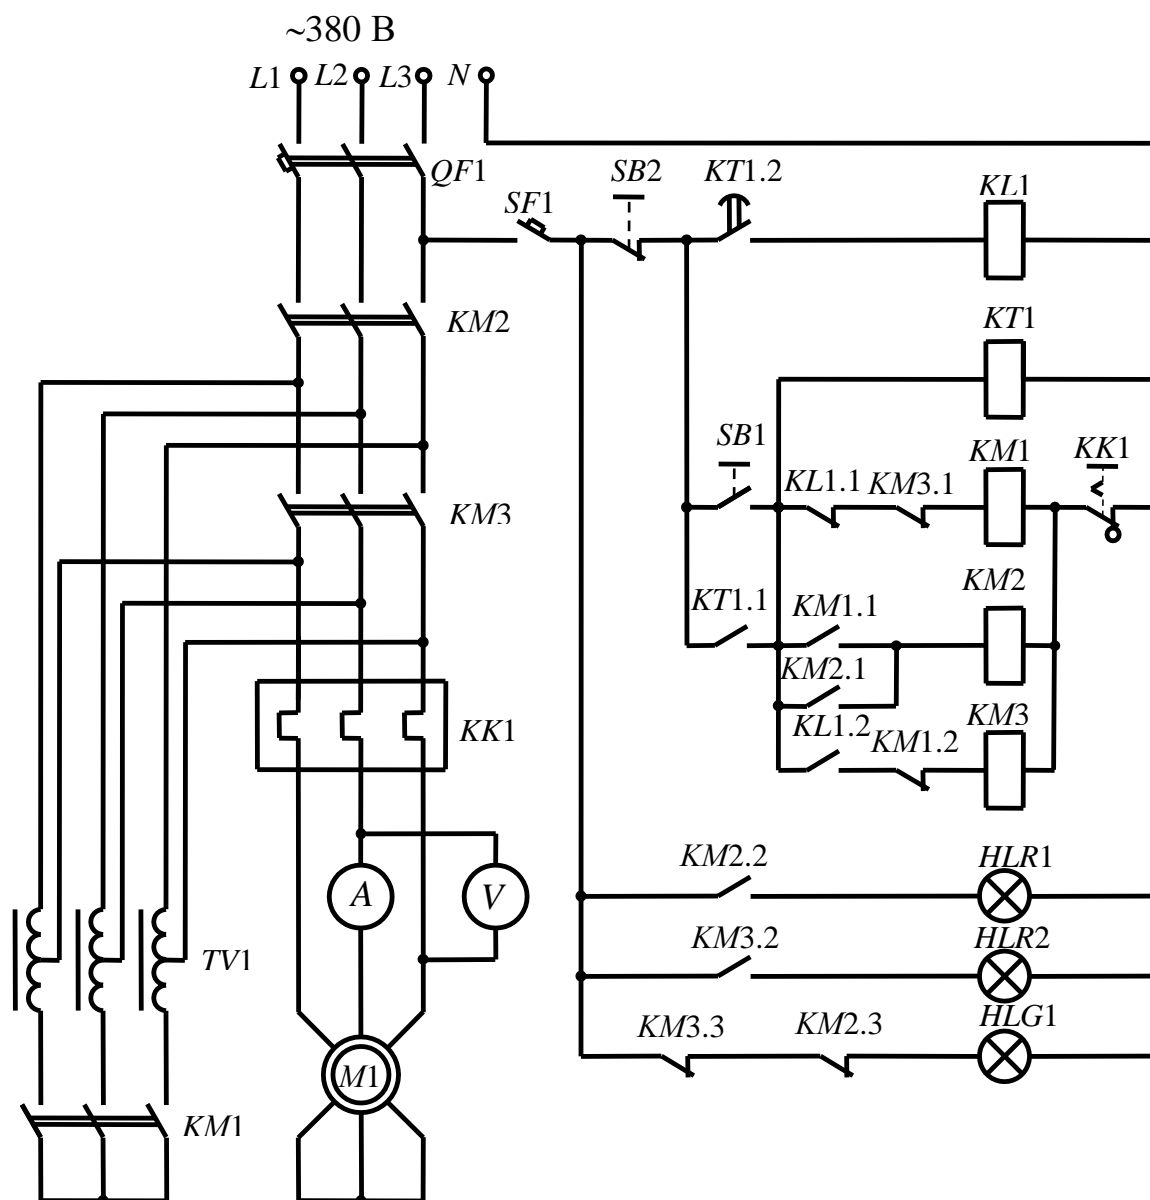 ~380 В
L1 L2 L3 N
QF1
SF1
SB2
KT1.2
KL1
KM2
KT1
SB1
KL1.1
KM3.1
KM1
KK1
KM3
KM2
KT1.1
KM1.1
KM2.1
KL1.2
KM1.2
KM3
KK1
A
V
KM2.2
HLR1
TV1
KM3.2
HLR2
KM3.3
KM2.3
HLG1
M1
KM1